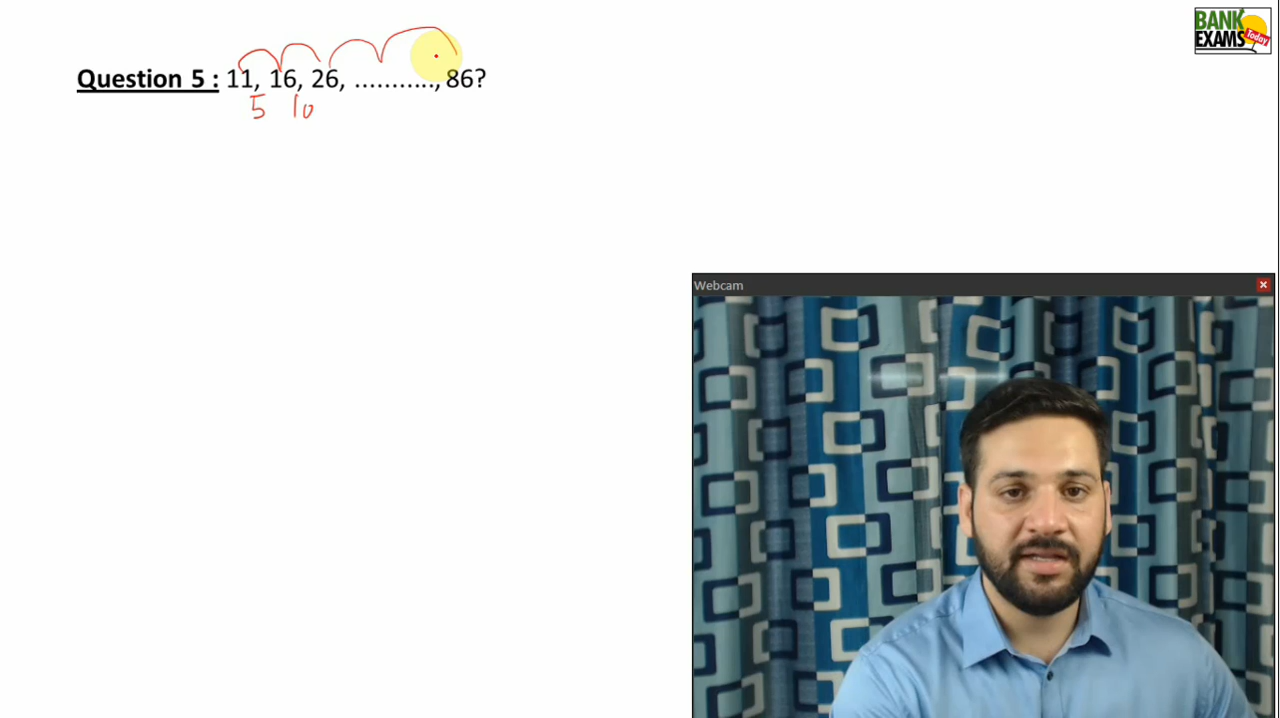 BANK
EXAMS Today
Question 5 : 11, 16, 26, ............, 86?
5 10
Webcam